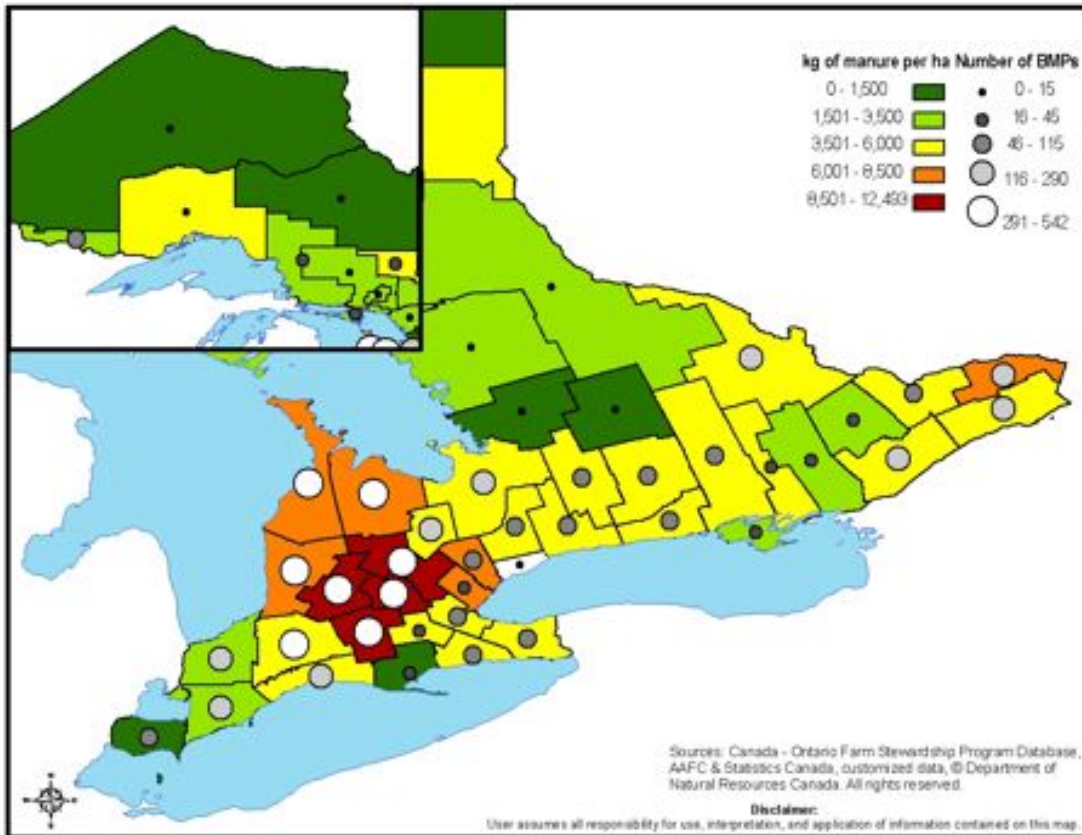 kg of manure per ha Number of BMPs
0 - 1,500 0 - 15
1,501 - 3,500 16 - 45
3,501 - 6,000 46 - 115
6,001 - 8,500 116 - 290
8,501 - 12,493 291 - 542
Sources: Canada - Ontario Farm Stewardship Program Database,
AAFC & Statistics Canada, customized data, © Department of
Natural Resources Canada. All rights reserved.
Disclaimer:
User assumes all responsibility for use, interpretation, and application of information contained on this map.